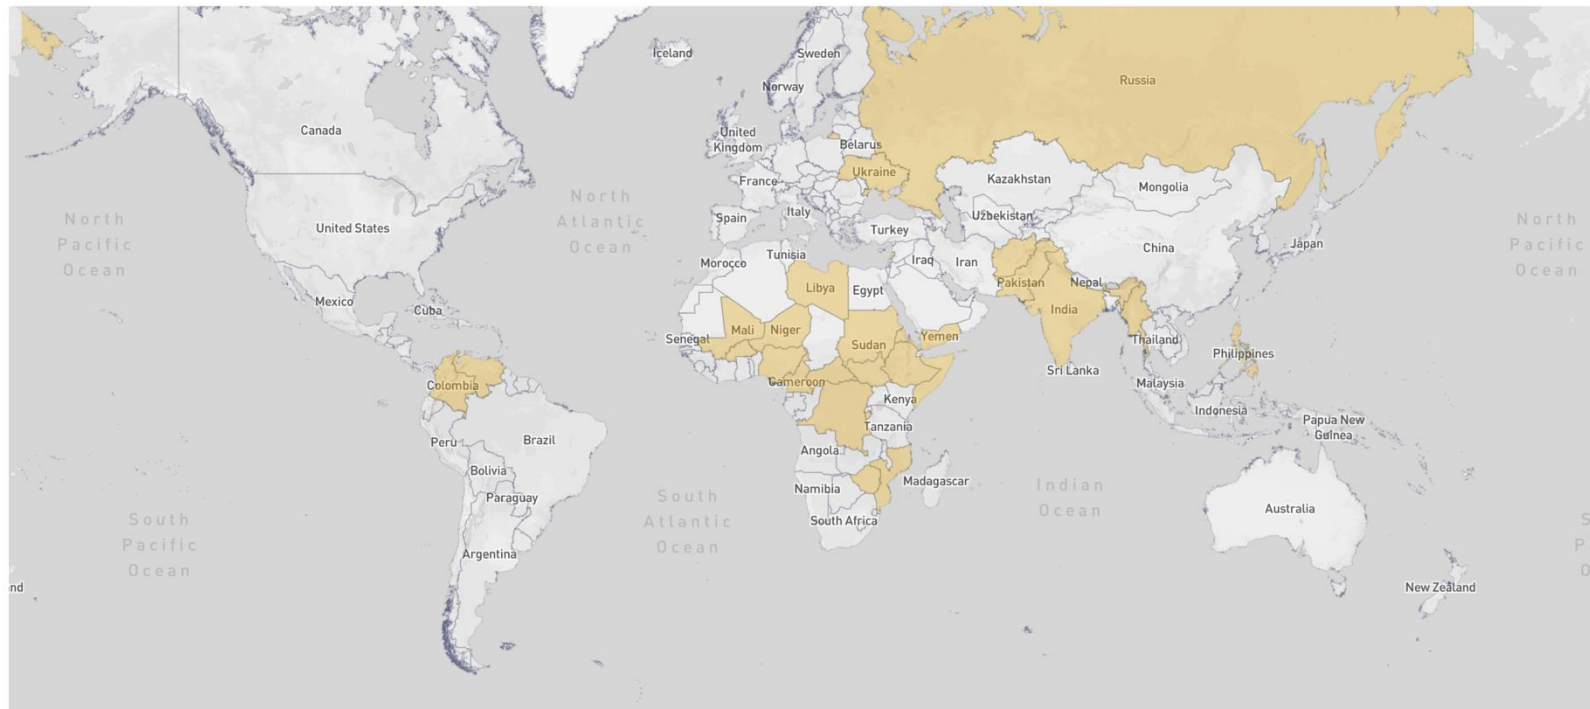 Iceland
Sweden
Norway
Russia
Canada
United
Kingdom
Belarus
Ukraine
France
Kazakhstan
Mongolia
North
Atlantic
Ocean
North
Pacific
Ocean
United States
Spain
Italy
Turkey
Uzbekistan
China
Japan
North
Pacific
Ocean
Morocco
Tunisia
Iraq
Iran
Mexico
Cuba
Libya
Egypt
Pakistan
Nepal
India
Senegal
Mali
Niger
Sudan
Yemen
Thailand
Philippines
Colombia
Cameroon
Sri Lanka
Malaysia
Kenya
Indonesia
Peru
Brazil
Tanzania
Papua New
Guinea
Angola
Bolivia
Paraguay
Namibia
Madagascar
South
Atlantic
Ocean
Indian
Ocean
South
Pacific
Ocean
South Africa
Australia
S
P
O
Argentina
nd
New Zealand